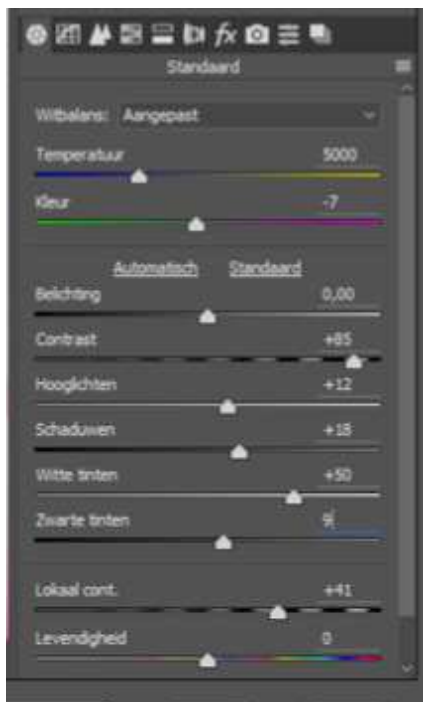 fx
Standaard
Witbalans: Aangepast
Temperatuur 5000
Kleur -7
Automatisch Standaard
Belichting 0,00
Contrast +85
Hooglichten +12
Schaduwen +18
Witte tinten +50
Zwarte tinten 9
Lokaal cont. +41
Levendigheid 0